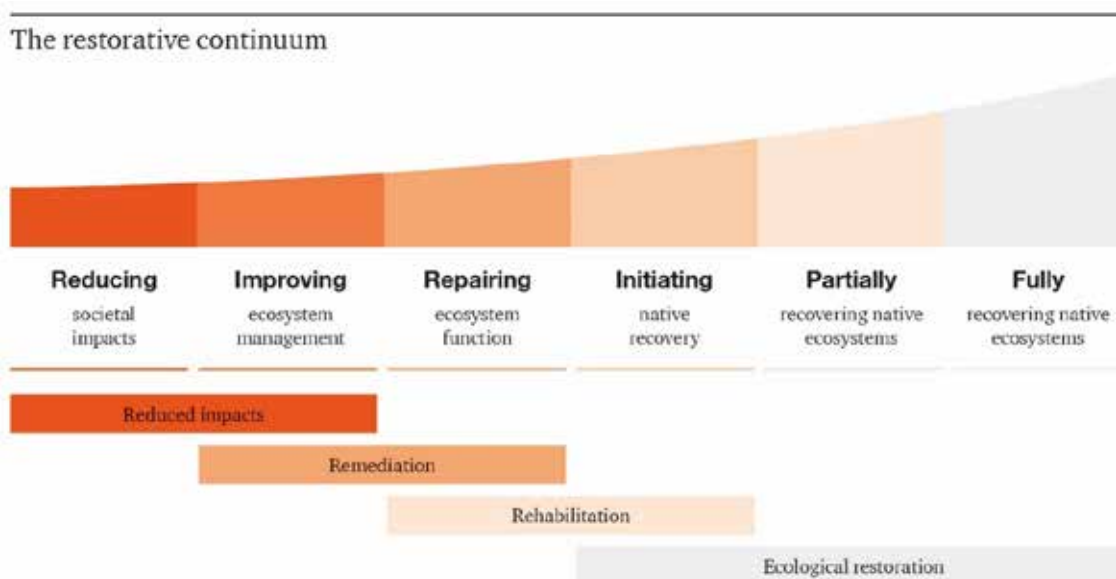 The restorative continuum
Reducing
societal
impacts
Improving
ecosystem
management
Repairing
ecosystem
function
Initiating
native
recovery
Partially
recovering native
ecosystems
Fully
recovering native
ecosystems
Reduced impacts
Remediation
Rehabilitation
Ecological restoration